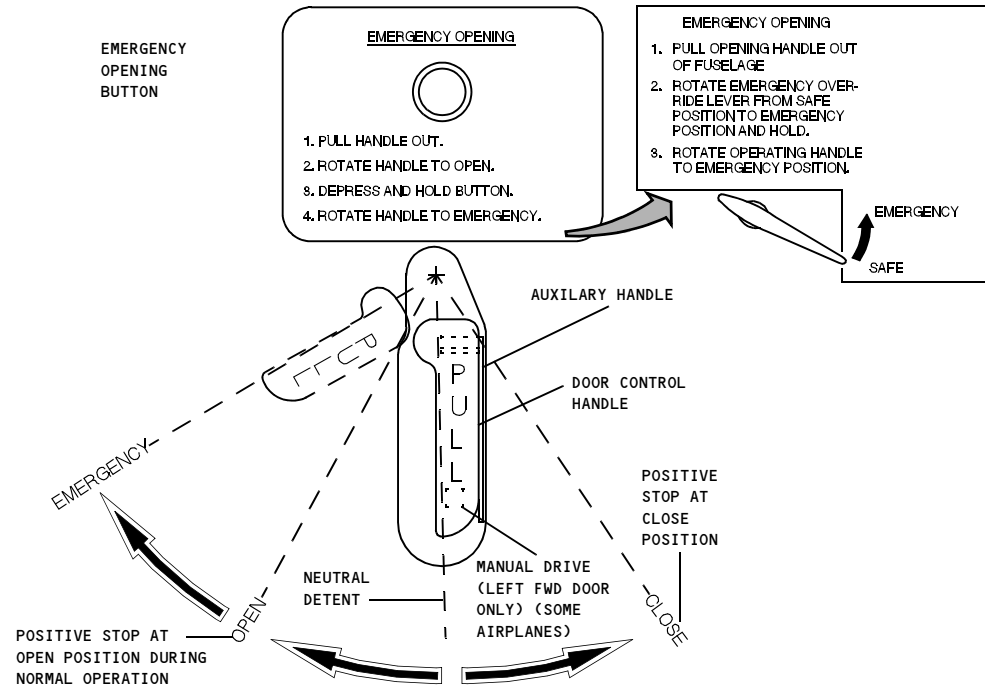 EMERGENCY
OPENING
BUTTON
EMERGENCY OPENING
1. PULL HANDLE OUT.
2. ROTATE HANDLE TO OPEN.
3. DEPRESS AND HOLD BUTTON.
4. ROTATE HANDLE TO EMERGENCY.
EMERGENCY OPENING
1. PULL OPENING HANDLE OUT
OF FUSELAGE
2. ROTATE EMERGENCY OVER-
RIDE LEVER FROM SAFE
POSITION TO EMERGENCY
POSITION AND HOLD.
3. ROTATE OPERATING HANDLE
TO EMERGENCY POSITION.
EMERGENCY
SAFE
AUXILARY HANDLE
DOOR CONTROL
HANDLE
PULL
PULL
EMERGENCY
POSITIVE
STOP AT
CLOSE
POSITION
MANUAL DRIVE
(LEFT FWD DOOR
ONLY) (SOME
AIRPLANES)
NEUTRAL
DETENT
OPEN
CLOSE
POSITIVE STOP AT
OPEN POSITION DURING
NORMAL OPERATION